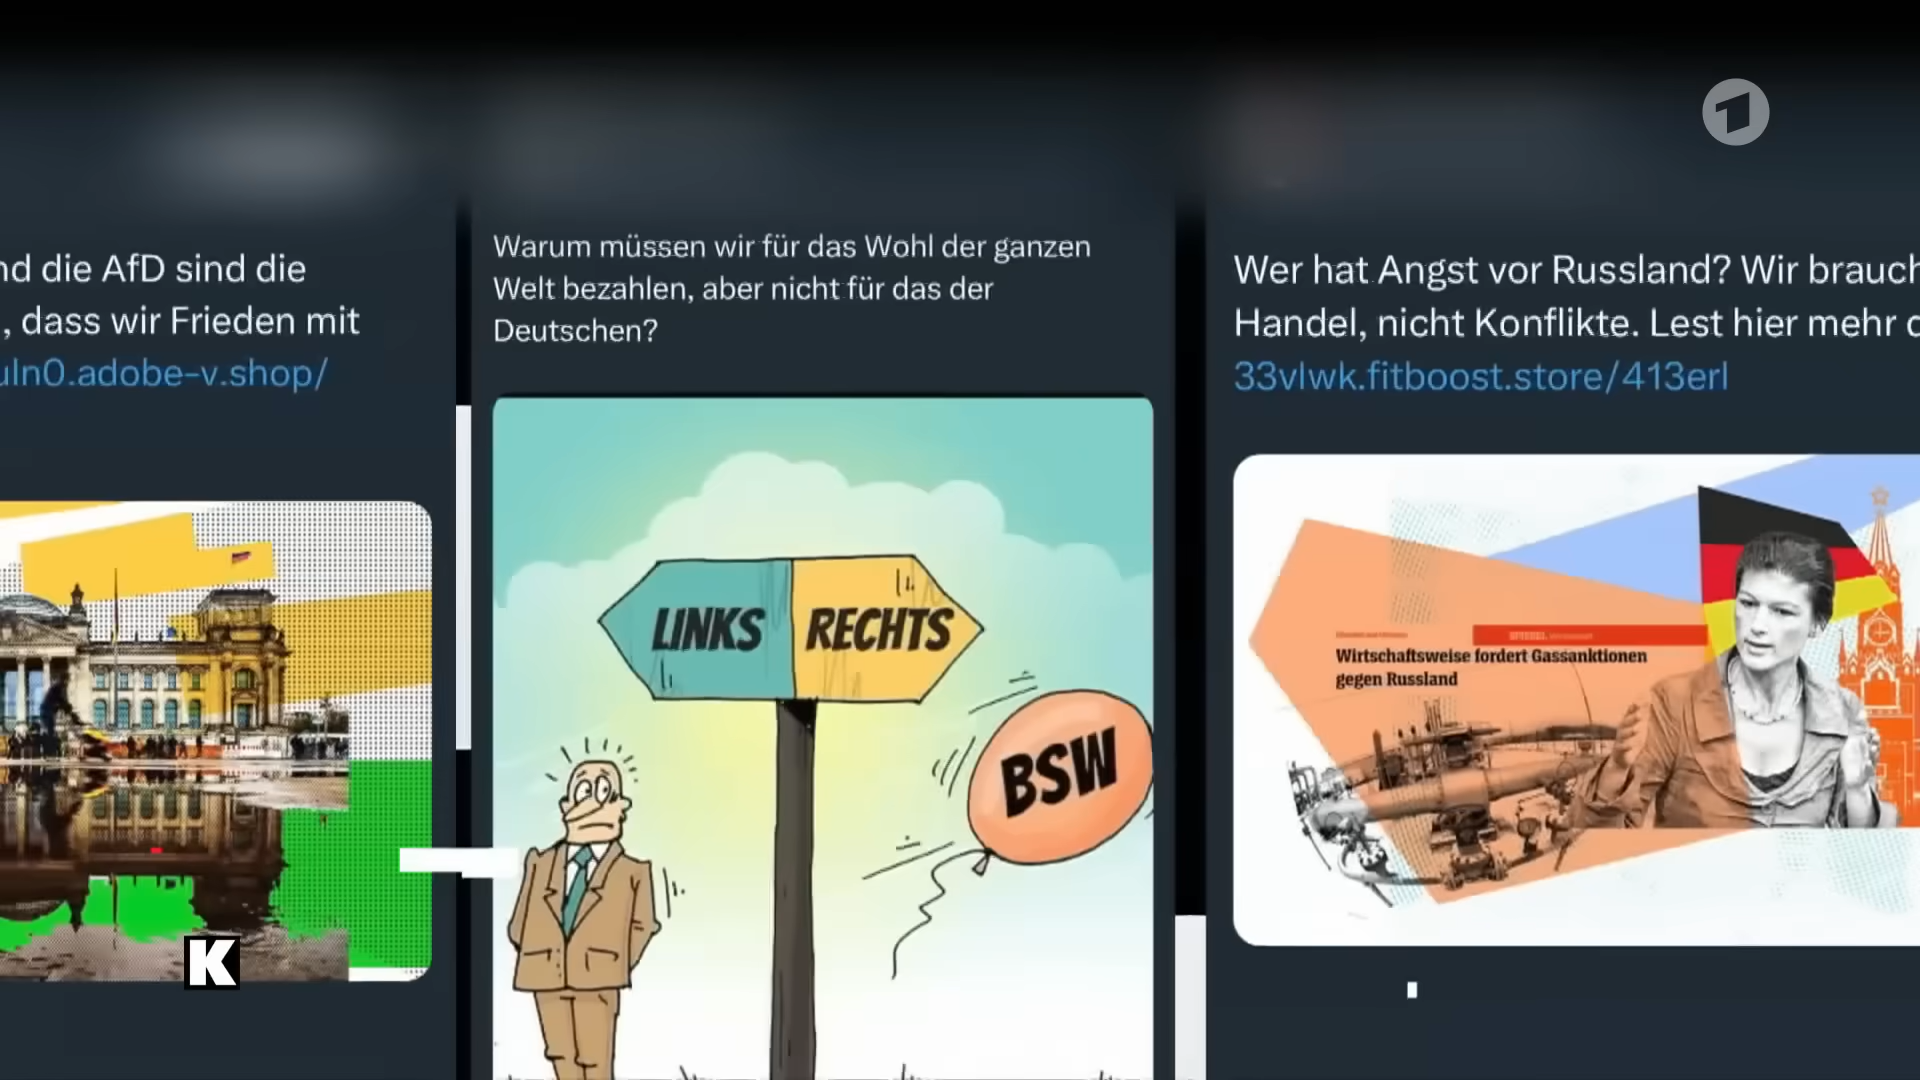 nd die AfD sind die
, dass wir Frieden mit
uln0.adobe-v.shop/
K
Warum müssen wir für das Wohl der ganzen
Welt bezahlen, aber nicht für das der
Deutschen?
LINKS RECHTS
BSW
Wer hat Angst vor Russland? Wir brauch
Handel, nicht Konflikte. Lest hier mehr d
33vlwk.fitboost.store/413erl
SPIEGEL
Wirtschaftsweise fordert Gassanktionen
gegen Russland
1